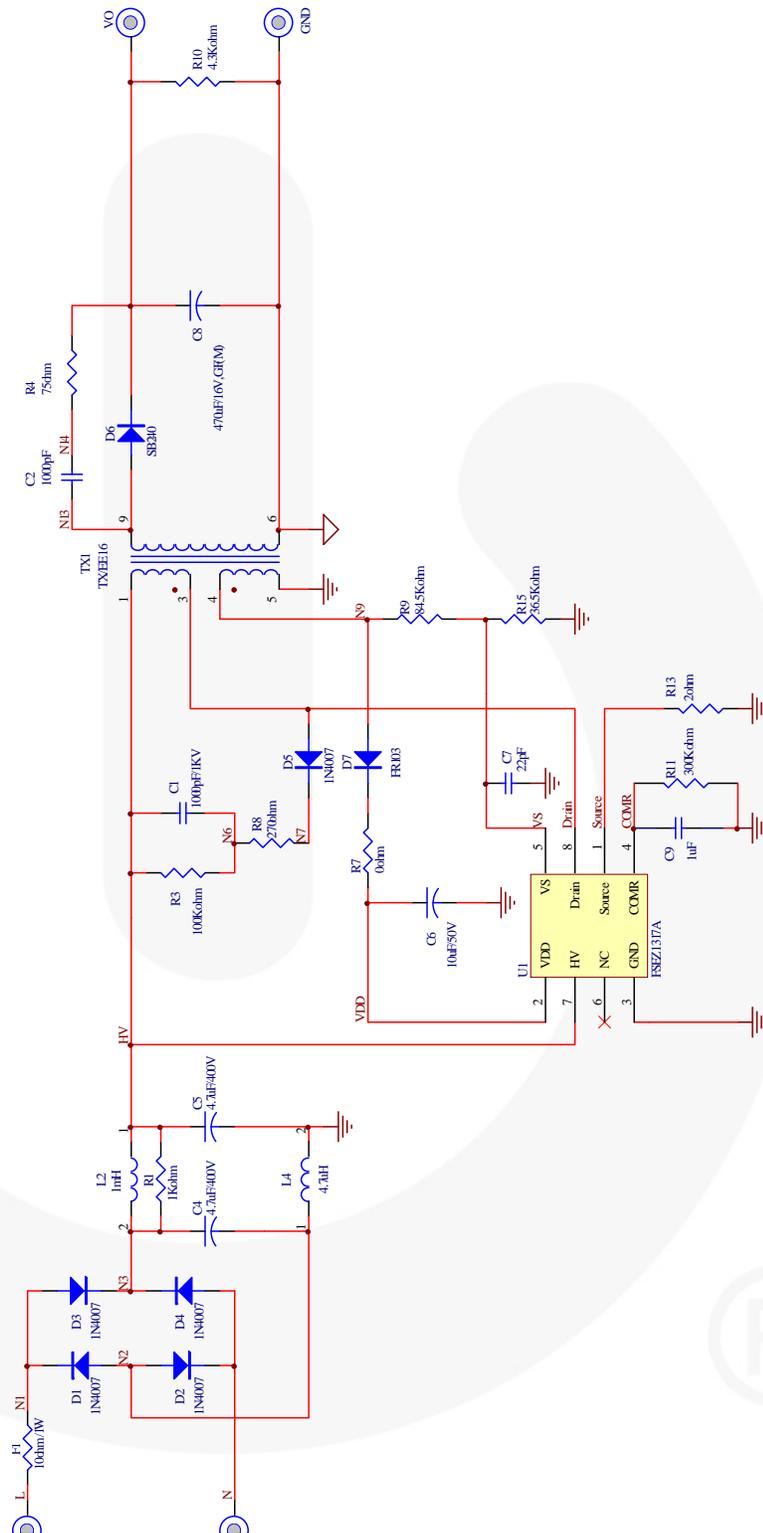 VO
GND
R10
4.3Kohm
R4
75ohm
N14
C2
1000pF
N13
D6
SB240
C8
470uF/16V,GF(M)
9
6
TX1
TX/EE16
1
3
4
5
N9
R9
84.5Kohm
R15
36.5Kohm
C1
1000pF/1KV
D5
1N4007
D7
FR103
C7
22pF
R13
2ohm
R11
300Kohm
N6
R8
270ohm
N7
R3
100Kohm
R7
0ohm
C6
10uF/50V
VS
Drain
Source
COMR
C9
1uF
5
8
1
4
VS
Drain
Source
COMR
VDD
HV
NC
GND
U1
FSEZ1317A
2
7
6
3
VDD
HV
1
2
L2
1mH
R1
1Kohm
C5
4.7uF/400V
C4
4.7uF/400V
L4
4.7uH
2
1
N3
D3
1N4007
D4
1N4007
N2
D1
1N4007
D2
1N4007
N1
F1
10ohm/1W
L
N
R